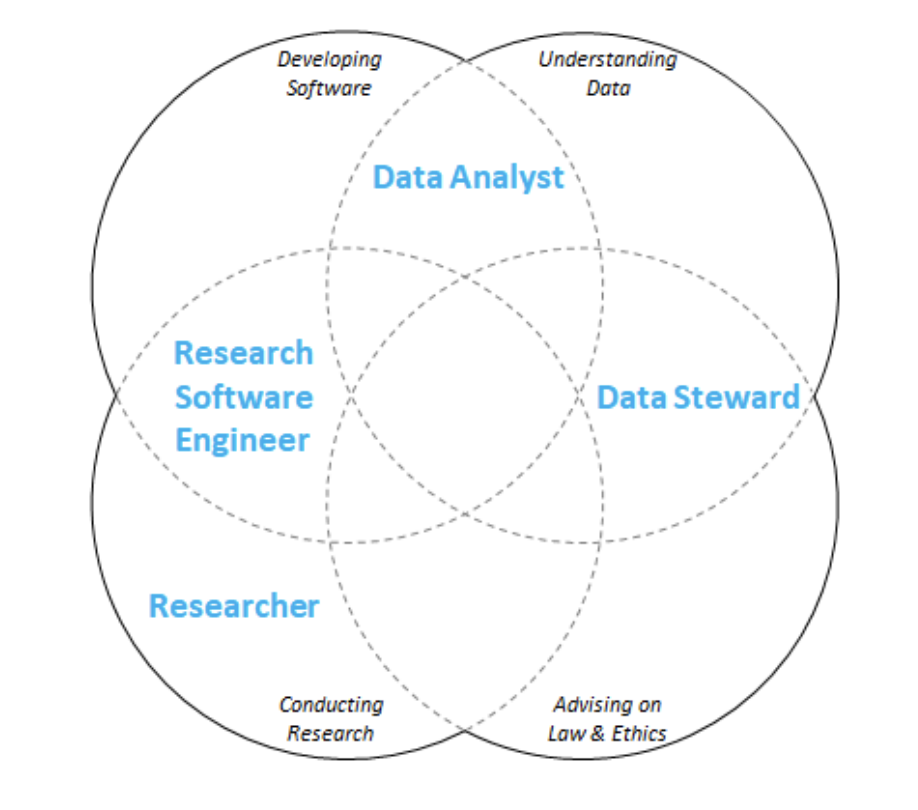 Developing
Software
Understanding
Data
Data Analyst
Research
Software
Engineer
Data Steward
Researcher
Conducting
Research
Advising on
Law & Ethics